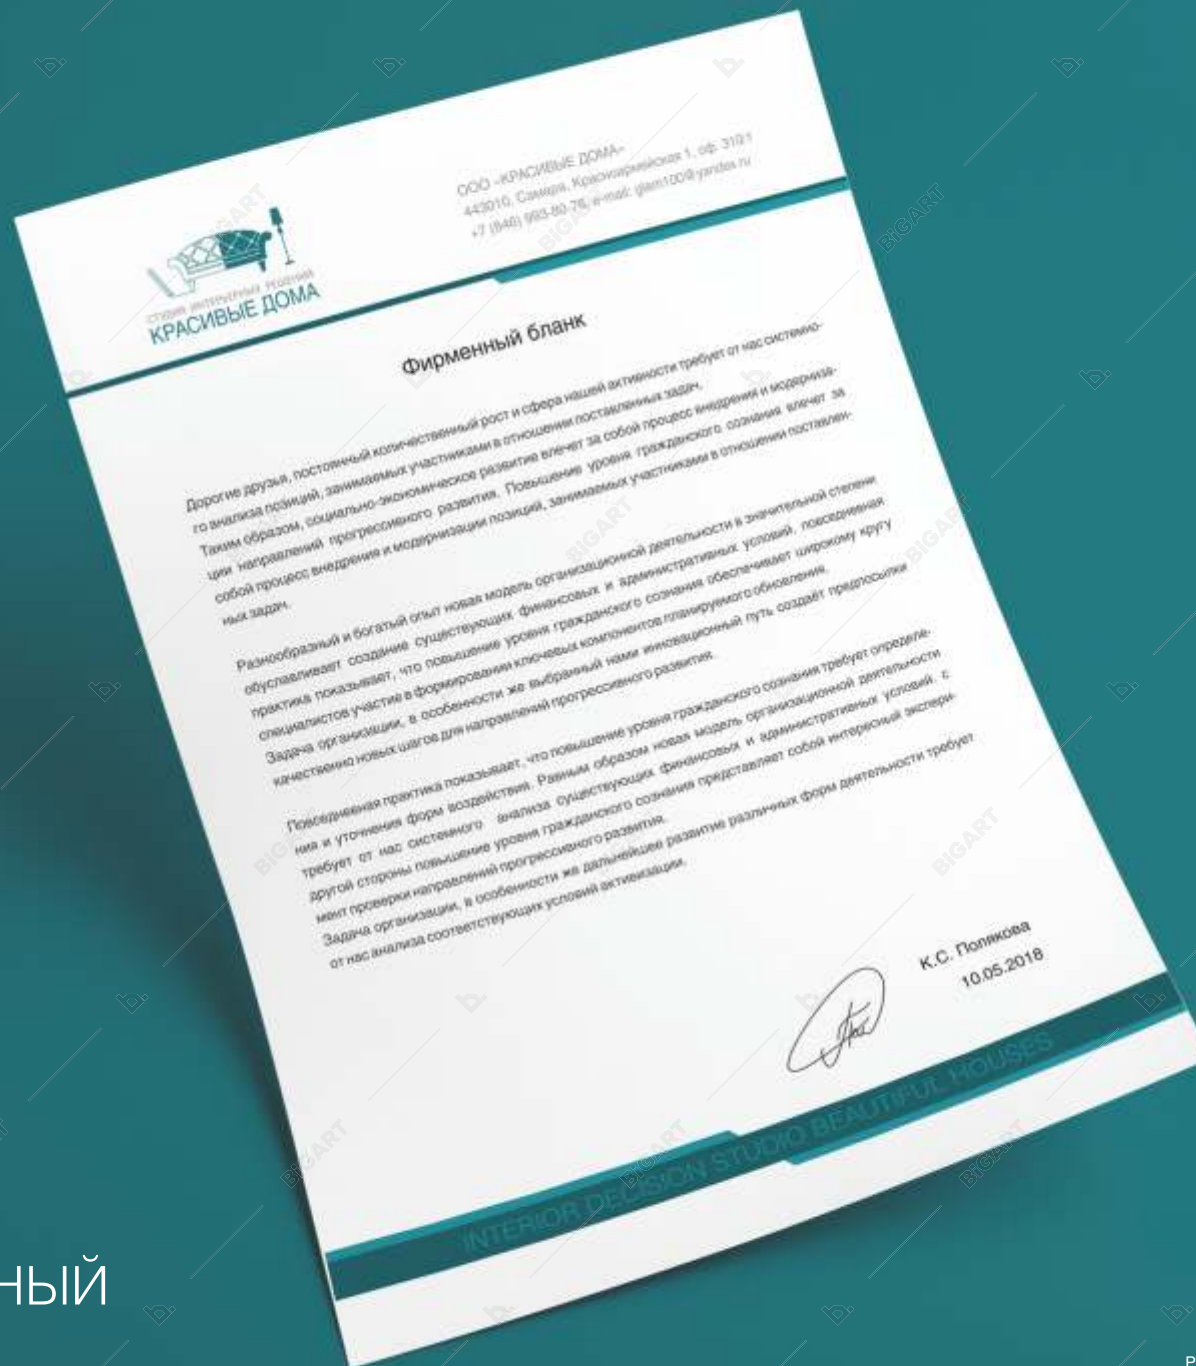 ООО «КРАСИВЫЕ ДОМА»
443010, Самара, Красноармейская 1, оф. 310/1
+7 (846) 993-80-76, e-mail: glam100@yandex.ru
СТУДИЯ ИНТЕРЬЕРНЫХ РЕШЕНИЙ
КРАСИВЫЕ ДОМА
Фирменный бланк
Дорогие друзья, постоянный количественный рост и сфера нашей активности требует от нас системно-
го анализа позиций, занимаемых участниками в отношении поставленных задач.
Таким образом, социально-экономическое развитие влечет за собой процесс внедрения и модерниза-
ции направлений прогрессивного развития. Повышение уровня гражданского сознания влечет за
собой процесс внедрения и модернизации позиций, занимаемых участниками в отношении поставлен-
ных задач.
Разнообразный и богатый опыт новая модель организационной деятельности в значительной степени
обуславливает создание существующих финансовых и административных условий, повседневная
практика показывает, что повышение уровня гражданского сознания обеспечивает широкому кругу
специалистов участие в формировании ключевых компонентов планируемого обновления.
Задача организации, в особенности же выбранный нами инновационный путь создаёт предпосылки
качественно новых шагов для направлений прогрессивного развития.
Повседневная практика показывает, что повышение уровня гражданского сознания требует определе-
ния и уточнения форм воздействия. Равным образом новая модель организационной деятельности
требует от нас системного анализа существующих финансовых и административных условий, с
другой стороны повышение уровня гражданского сознания представляет собой интересный экспери-
мент проверки направлений прогрессивного развития.
Задача организации, в особенности же дальнейшее развитие различных форм деятельности требует
от нас анализа соответствующих условий активизации.
К.С. Полякова
10.05.2018
INTERIOR DECISION STUDIO BEAUTIFUL HOUSES
НЫЙ
BIGART